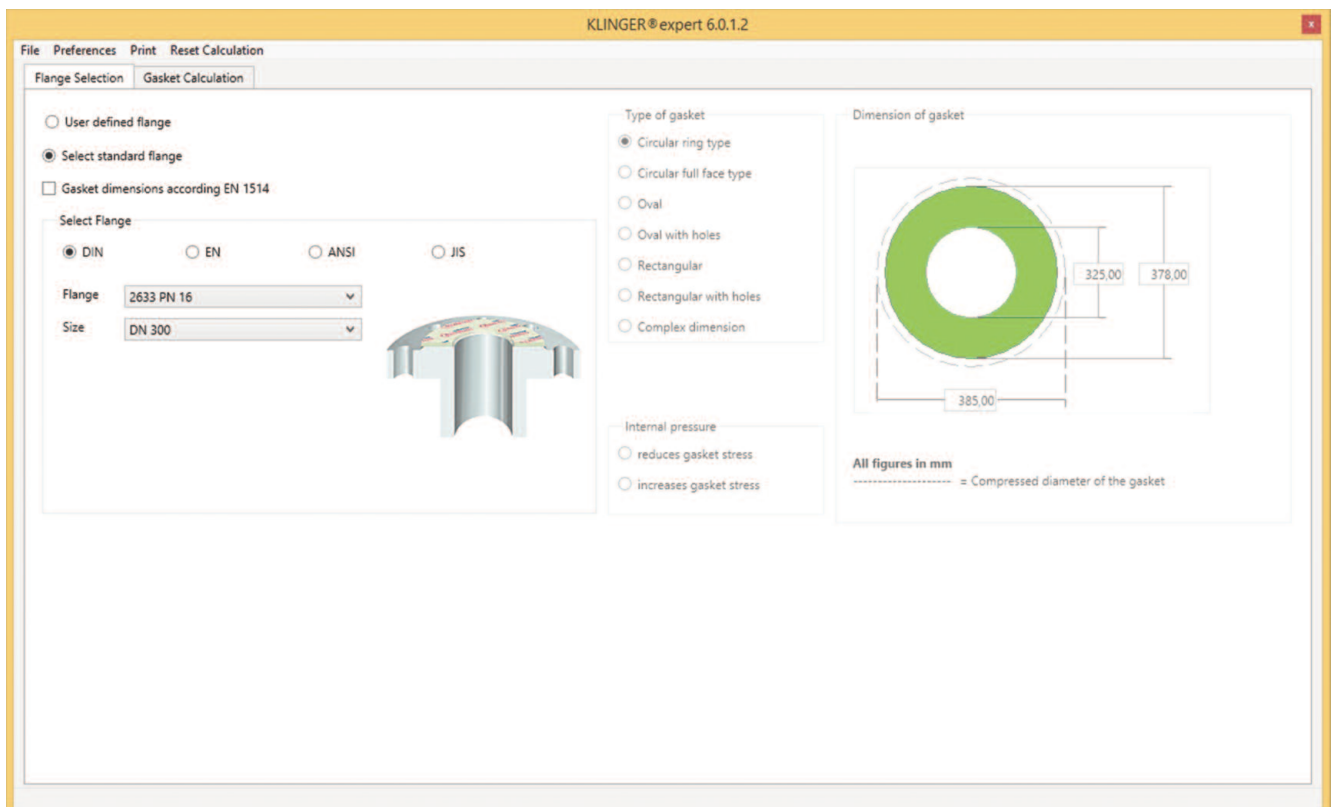 KLINGER®expert 6.0.1.2
x
File Preferences Print Reset Calculation
Flange Selection Gasket Calculation
User defined flange
Select standard flange
Gasket dimensions according EN 1514
Select Flange
DIN EN ANSI JIS
Flange 2633 PN 16
Size DN 300
Type of gasket
Circular ring type
Circular full face type
Oval
Oval with holes
Rectangular
Rectangular with holes
Complex dimension
Internal pressure
reduces gasket stress
increases gasket stress
Dimension of gasket
325,00 378,00
385,00
All figures in mm
-------------------- = Compressed diameter of the gasket